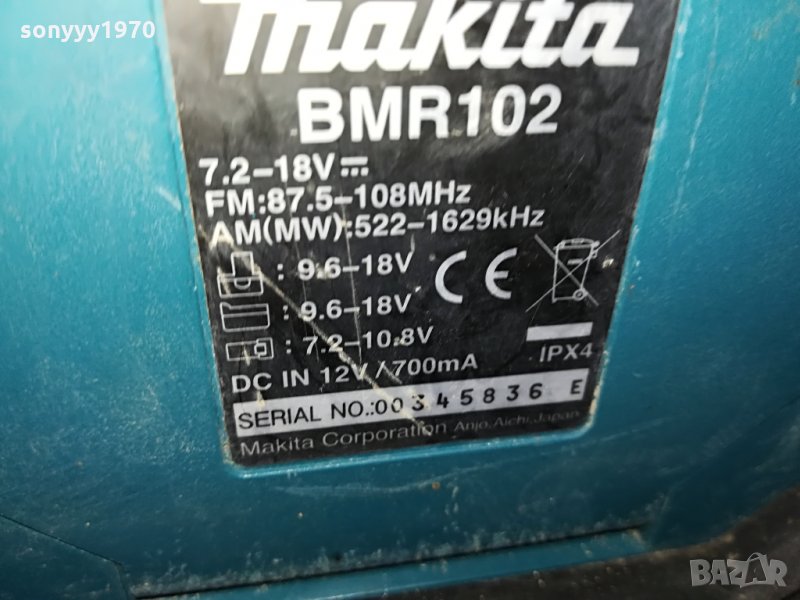 sonyyy1970
makita
BMR102
7.2-18V⎓
FM:87.5-108MHz
AM(MW):522-1629kHz
: 9.6-18V
: 9.6-18V
CE
: 7.2-10.8V
DC IN 12V/700mA
IPX4
SERIAL NO.:00345836 E
Makita Corporation Anjo, Aichi, Japan
BAZAR